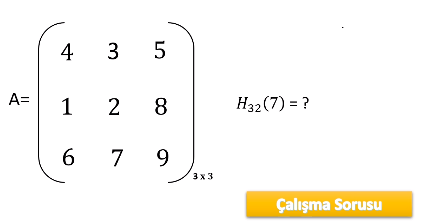 4 3 5
A= 1 2 8 H₃₂(7) = ?
6 7 9
3 x 3
Çalışma Sorusu